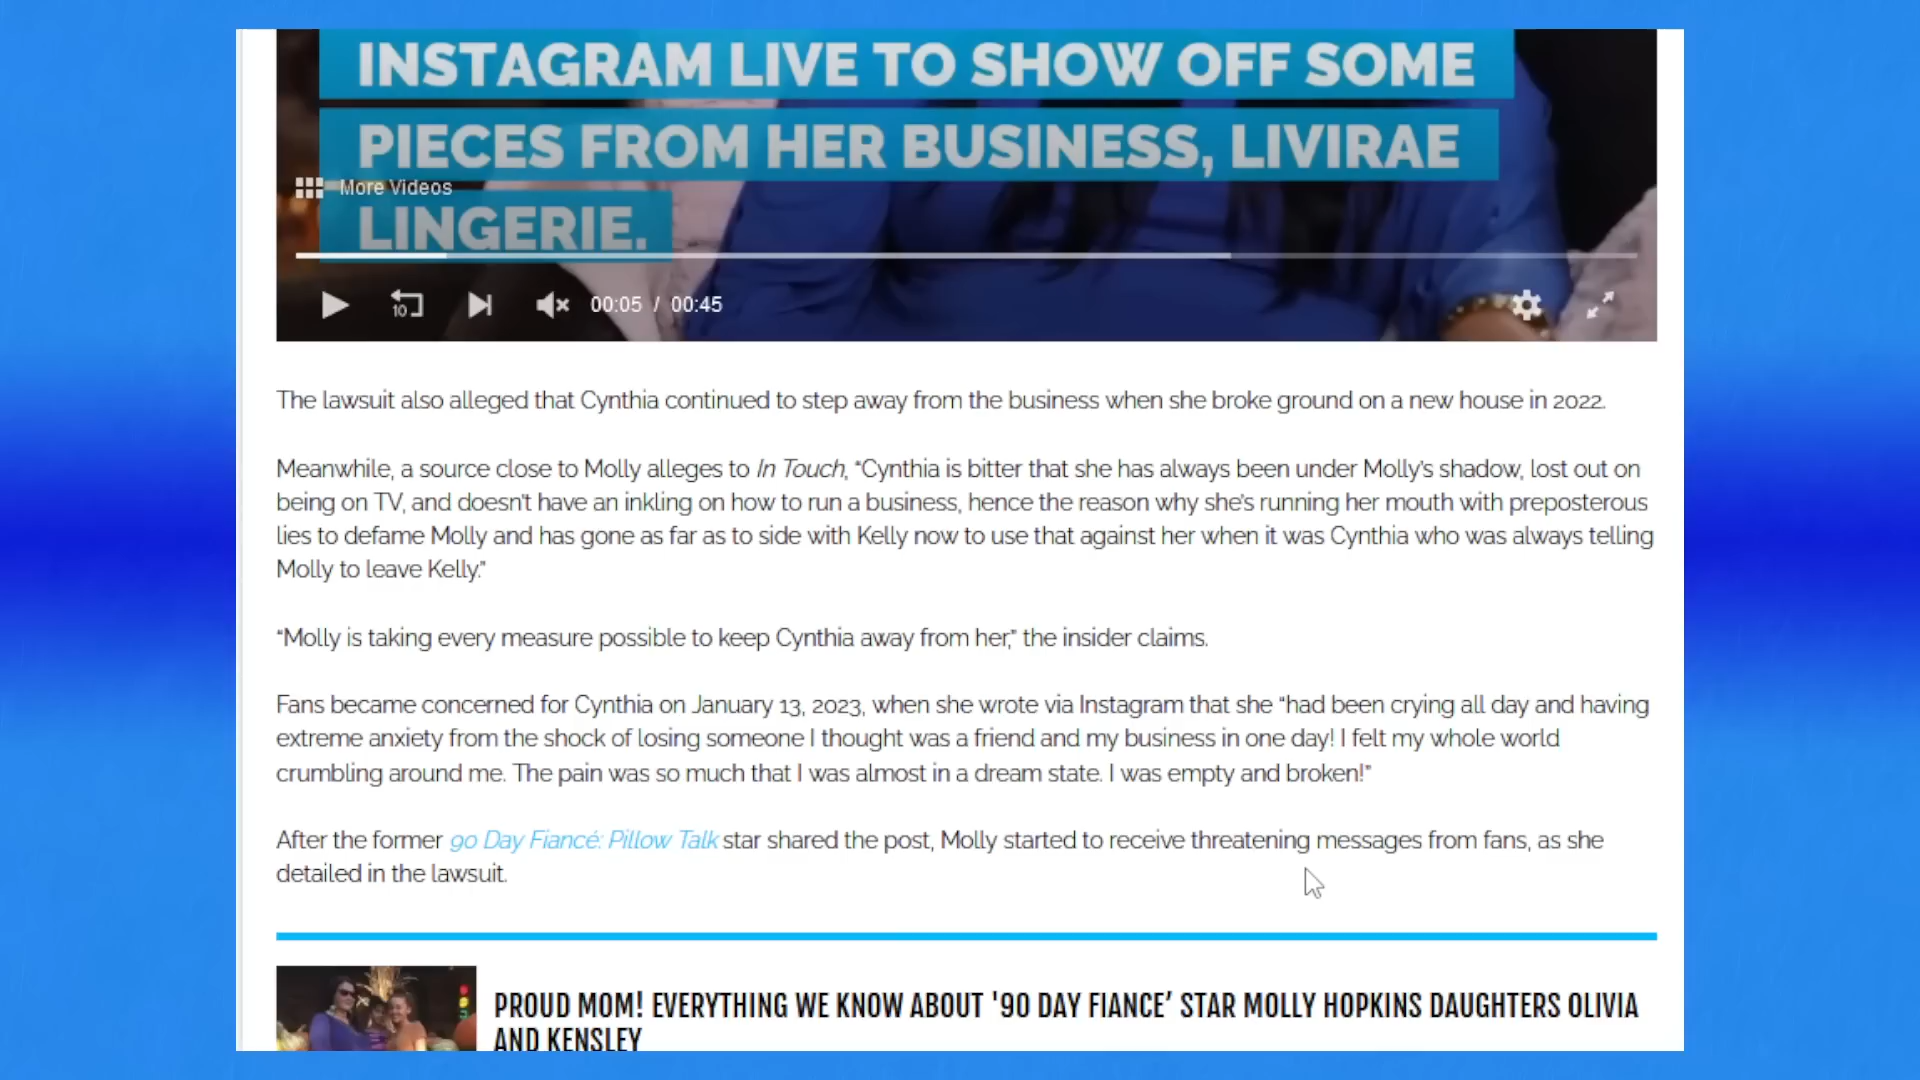 INSTAGRAM LIVE TO SHOW OFF SOME
PIECES FROM HER BUSINESS, LIVIRAE
More Videos
LINGERIE.
10
00:05 / 00:45
The lawsuit also alleged that Cynthia continued to step away from the business when she broke ground on a new house in 2022.
Meanwhile, a source close to Molly alleges to In Touch, “Cynthia is bitter that she has always been under Molly’s shadow, lost out on
being on TV, and doesn’t have an inkling on how to run a business, hence the reason why she’s running her mouth with preposterous
lies to defame Molly and has gone as far as to side with Kelly now to use that against her when it was Cynthia who was always telling
Molly to leave Kelly.”
“Molly is taking every measure possible to keep Cynthia away from her,” the insider claims.
Fans became concerned for Cynthia on January 13, 2023, when she wrote via Instagram that she “had been crying all day and having
extreme anxiety from the shock of losing someone I thought was a friend and my business in one day! I felt my whole world
crumbling around me. The pain was so much that I was almost in a dream state. I was empty and broken!”
After the former 90 Day Fiancé: Pillow Talk star shared the post, Molly started to receive threatening messages from fans, as she
detailed in the lawsuit.
PROUD MOM! EVERYTHING WE KNOW ABOUT '90 DAY FIANCE’ STAR MOLLY HOPKINS DAUGHTERS OLIVIA
AND KENSLEY